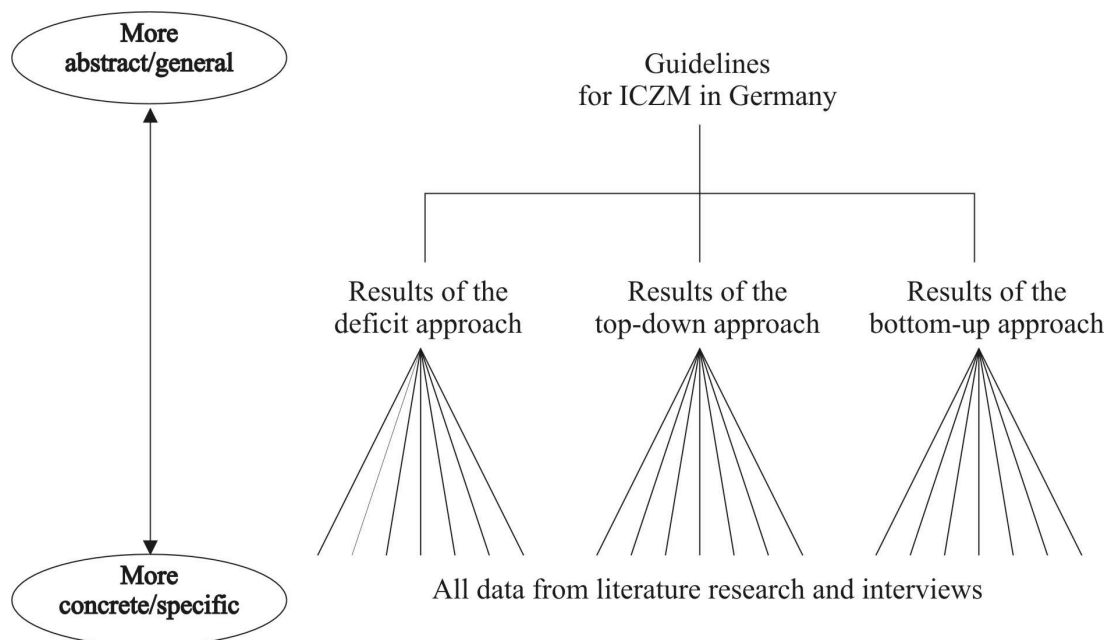 More
abstract/general
Guidelines
for ICZM in Germany
Results of the
deficit approach
Results of the
top-down approach
Results of the
bottom-up approach
More
concrete/specific
All data from literature research and interviews